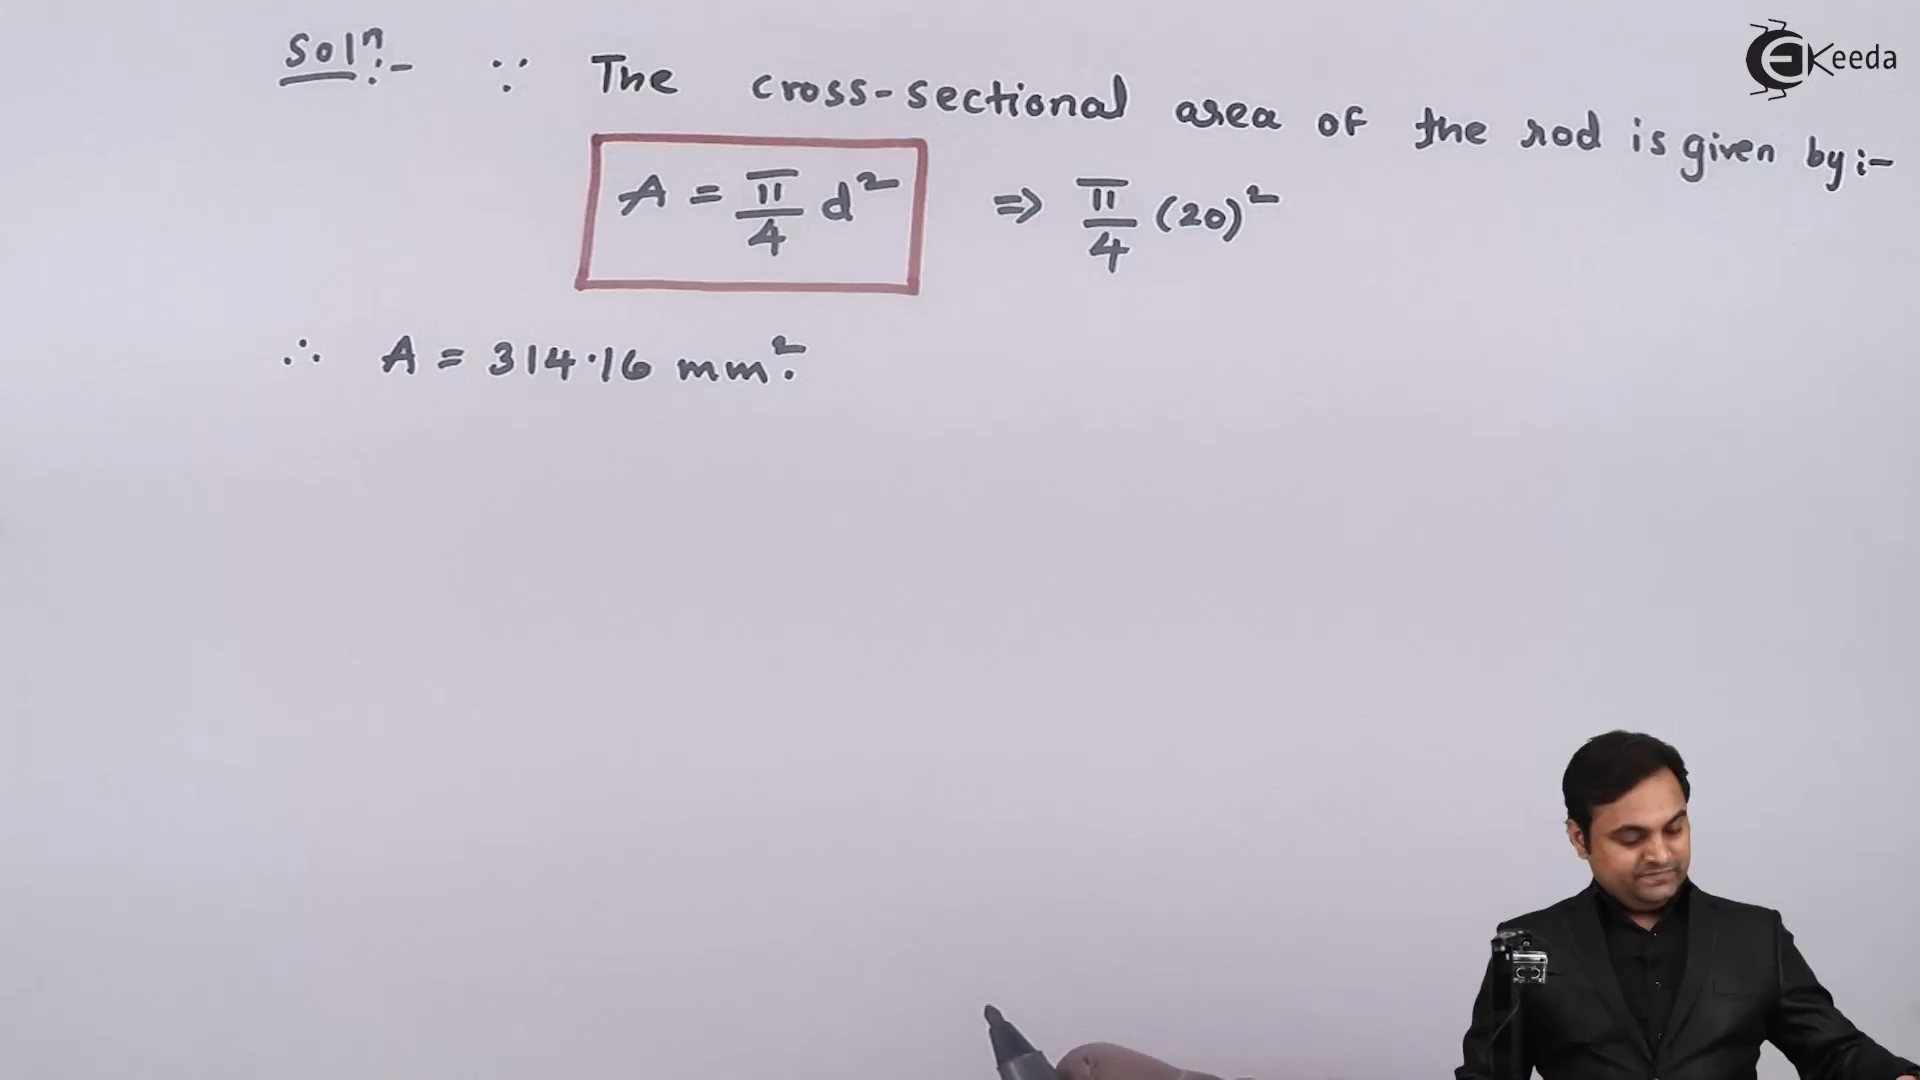 Solⁿ:- ∵ The cross-sectional area of the rod is given by:-
A = π/4 d² ⇒ π/4 (20)²
∴ A = 314.16 mm².
eKeeda